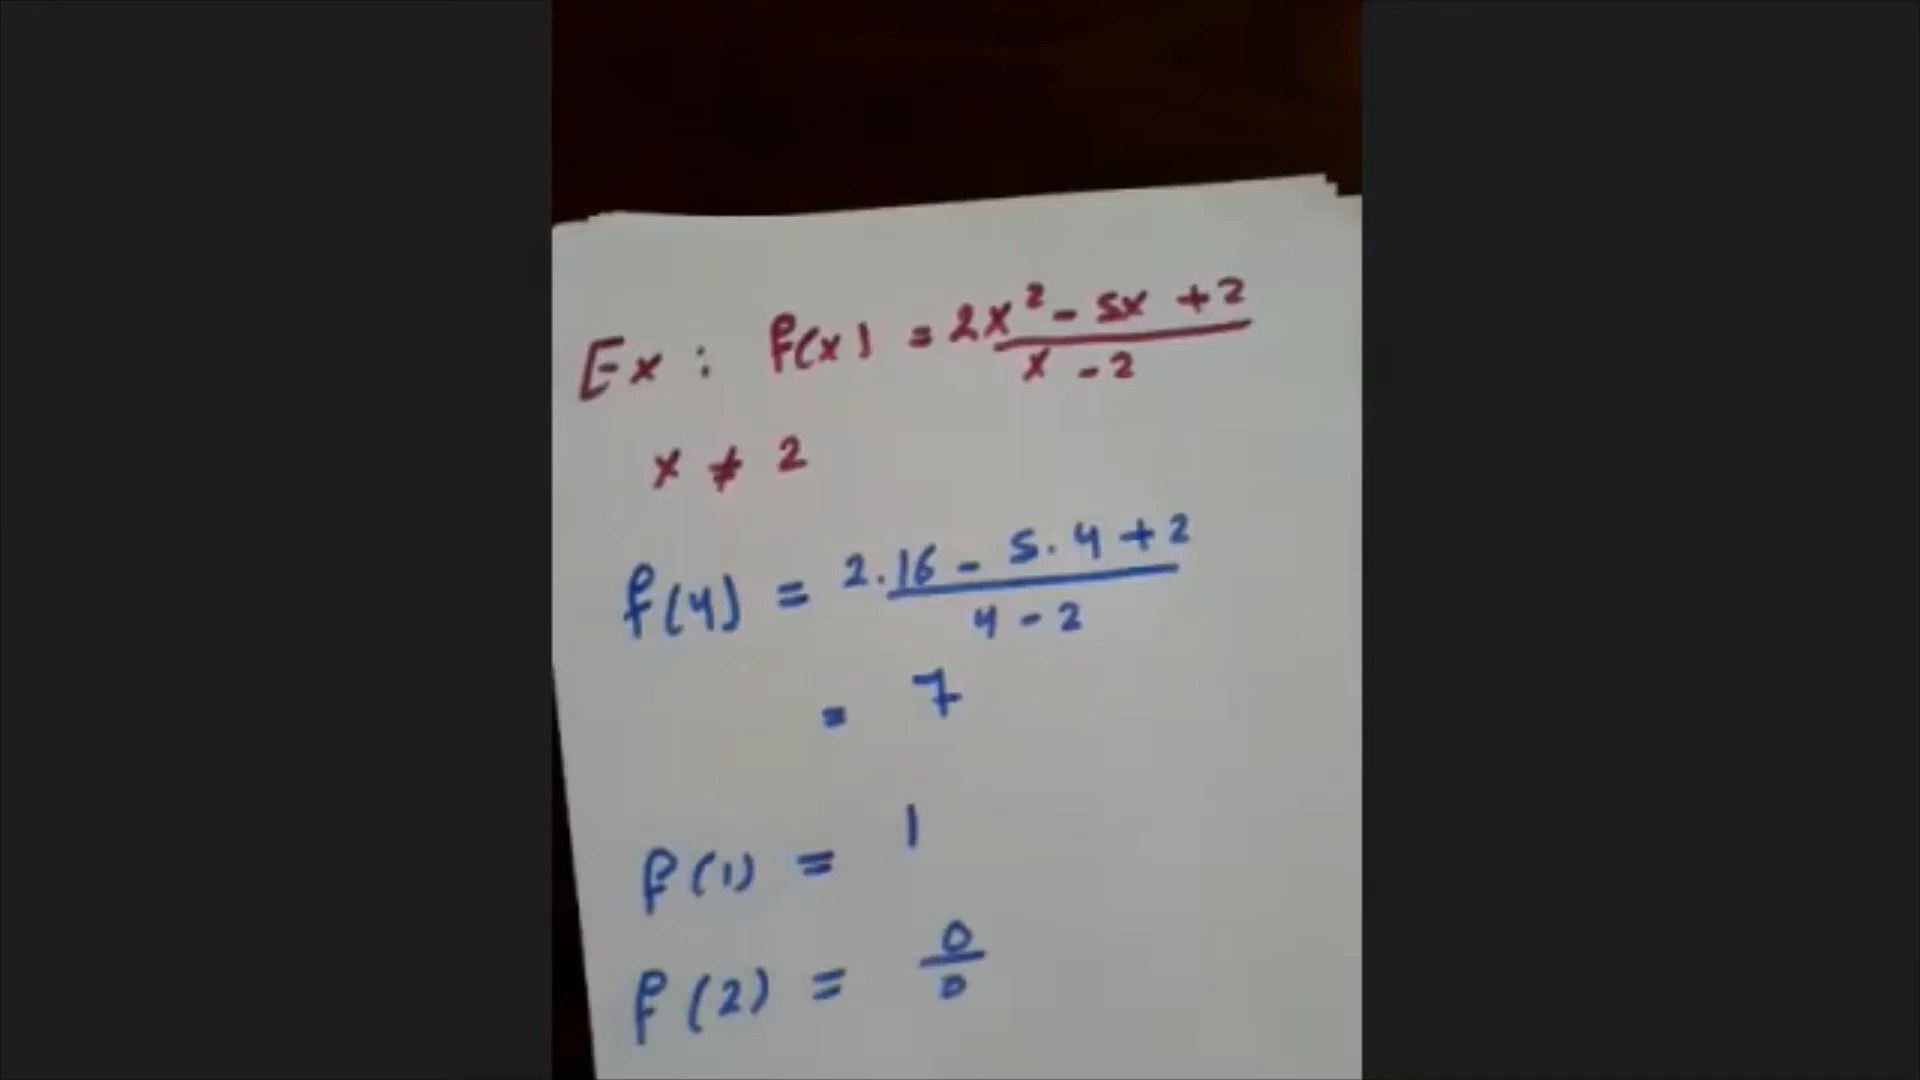 Ex : f(x) = 2x² - 5x + 2
x - 2
x ≠ 2
f(4) = 2.16 - 5.4 + 2
4 - 2
= 7
f(1) = 1
f(2) = 0
0